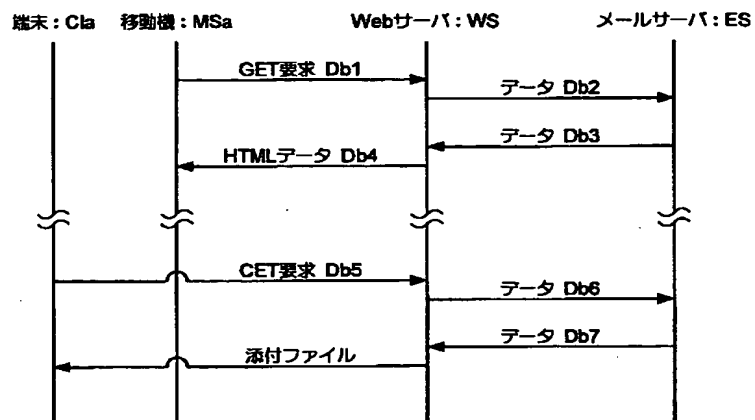 端末：Cla 移動機：MSa Webサーバ：WS メールサーバ：ES
GET要求 Db1
データ Db2
データ Db3
HTMLデータ Db4
CET要求 Db5
データ Db6
データ Db7
添付ファイル